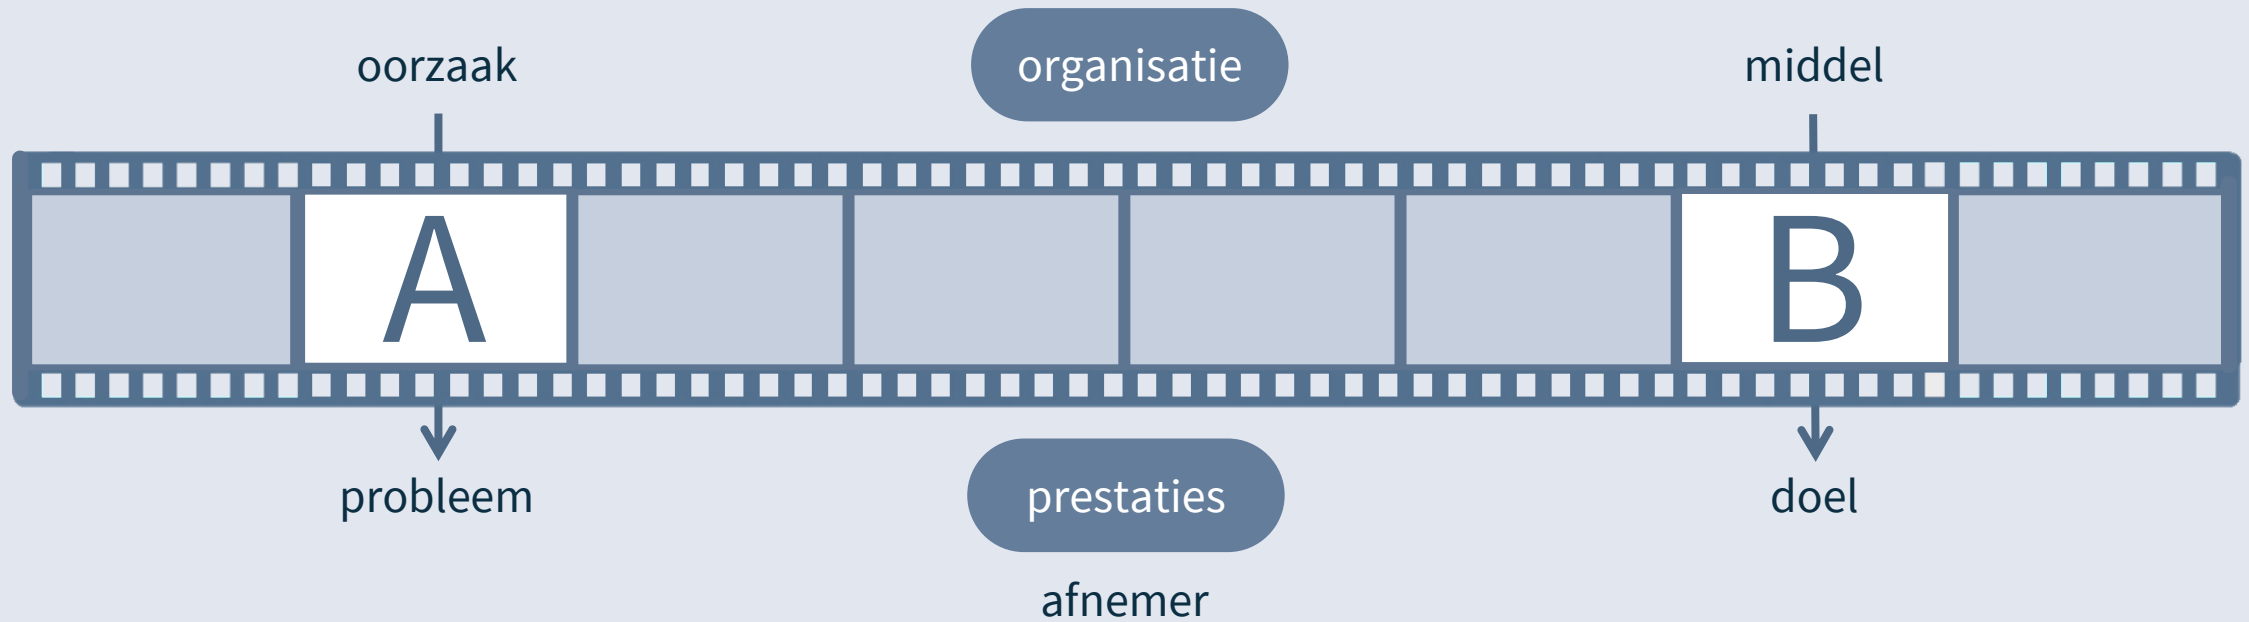 oorzaak
organisatie
middel
A
B
probleem
prestaties
doel
afnemer